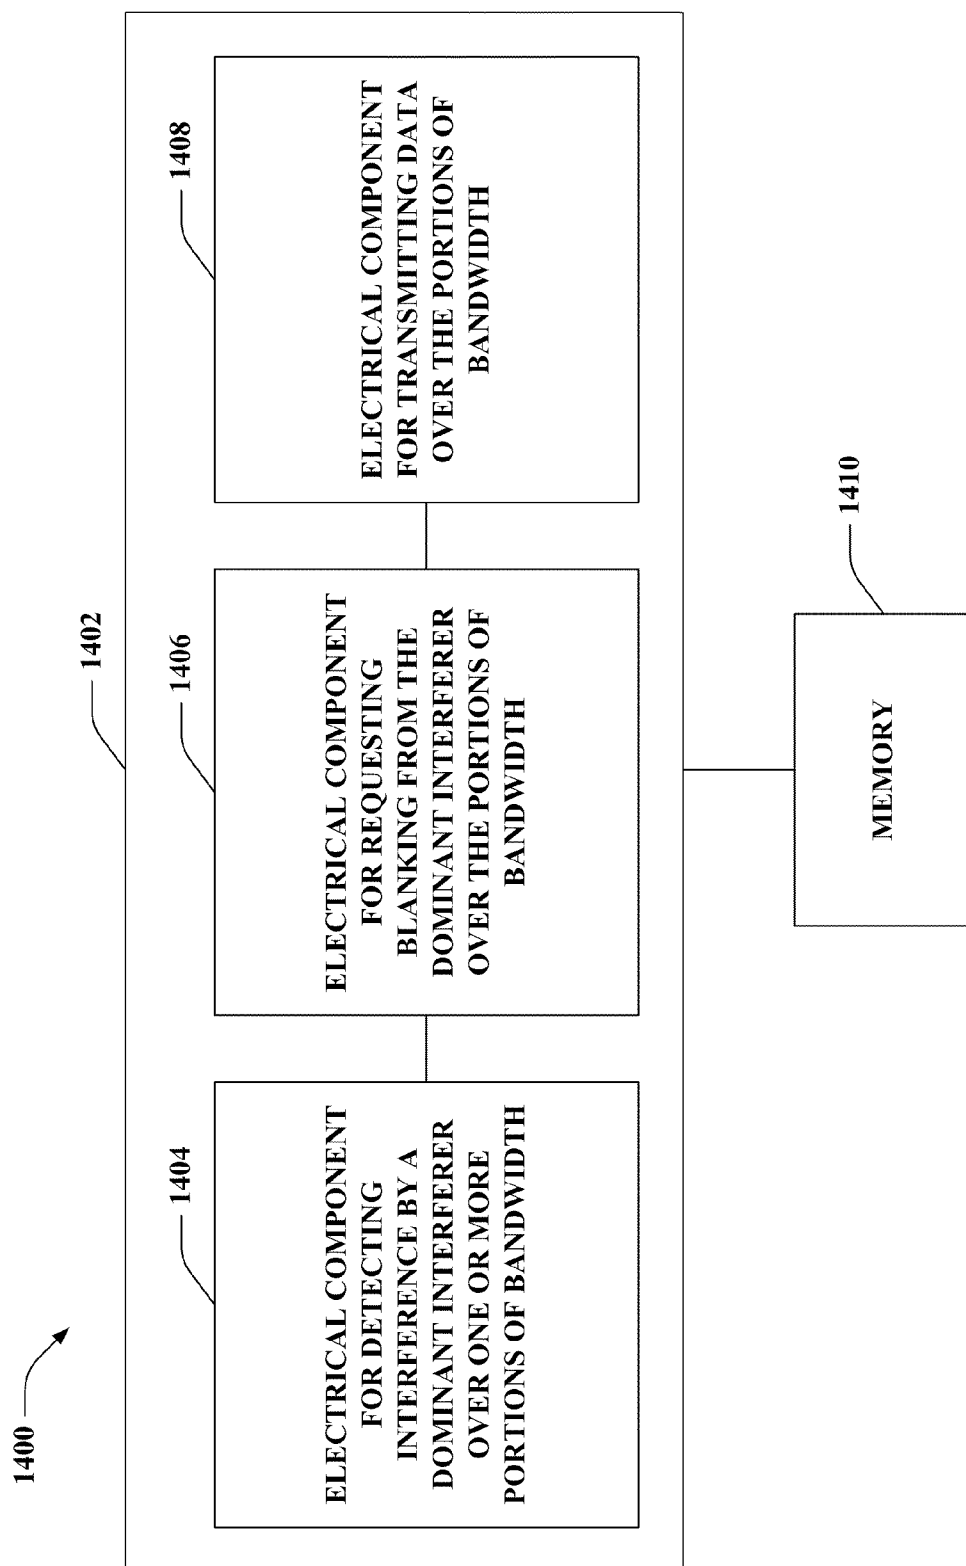 1400
1402
1404
ELECTRICAL COMPONENT
FOR DETECTING
INTERFERENCE BY A
DOMINANT INTERFERER
OVER ONE OR MORE
PORTIONS OF BANDWIDTH
1406
ELECTRICAL COMPONENT
FOR REQUESTING
BLANKING FROM THE
DOMINANT INTERFERER
OVER THE PORTIONS OF
BANDWIDTH
1408
ELECTRICAL COMPONENT
FOR TRANSMITTING DATA
OVER THE PORTIONS OF
BANDWIDTH
1410
MEMORY